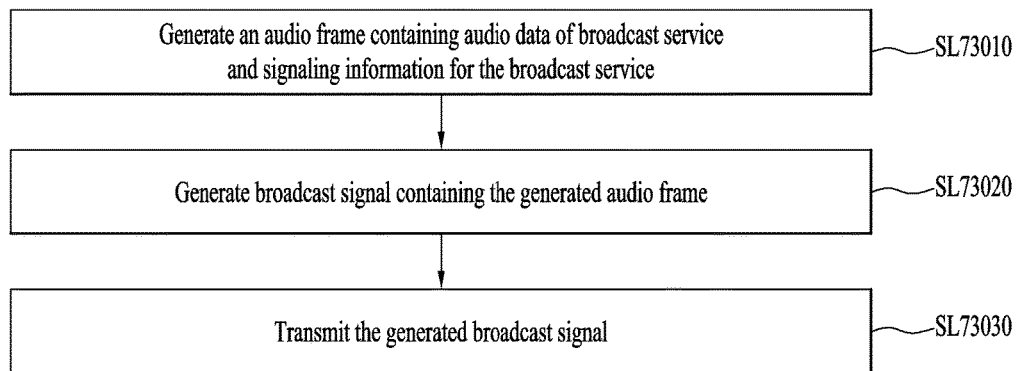 Generate an audio frame containing audio data of broadcast service
and signaling information for the broadcast service
SL73010
Generate broadcast signal containing the generated audio frame
SL73020
Transmit the generated broadcast signal
SL73030